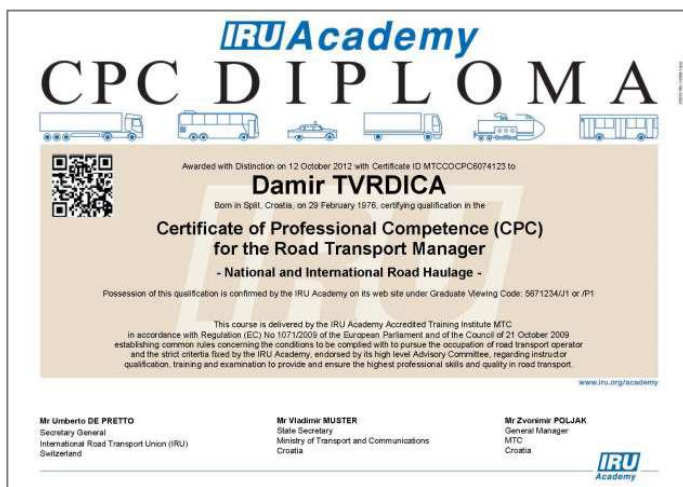 IRU Academy
CPC DIPLOMA
Awarded with Distinction on 12 October 2012 with Certificate ID MTCCOCPC6074123 to
Damir TVRDICA
Born in Split, Croatia, on 29 February 1976, certifying qualification in the
Certificate of Professional Competence (CPC)
for the Road Transport Manager
- National and International Road Haulage -
Possession of this qualification is confirmed by the IRU Academy on its web site under Graduate Viewing Code: 5671234/J1 or /P1
This course is delivered by the IRU Academy Accredited Training Institute MTC
in accordance with Regulation (EC) No 1071/2009 of the European Parliament and of the Council of 21 October 2009
establishing common rules concerning the conditions to be complied with to pursue the occupation of road transport operator
and the strict criteria fixed by the IRU Academy, endorsed by its high level Advisory Committee, regarding instructor
qualification, training and examination to provide and ensure the highest professional skills and quality in road transport.
www.iru.org/academy
Mr Umberto DE PRETTO
Secretary General
International Road Transport Union (IRU)
Switzerland
Mr Vladimir MUSTER
State Secretary
Ministry of Transport and Communications
Croatia
Mr Zvonimir POLJAK
General Manager
MTC
Croatia
IRU
Academy